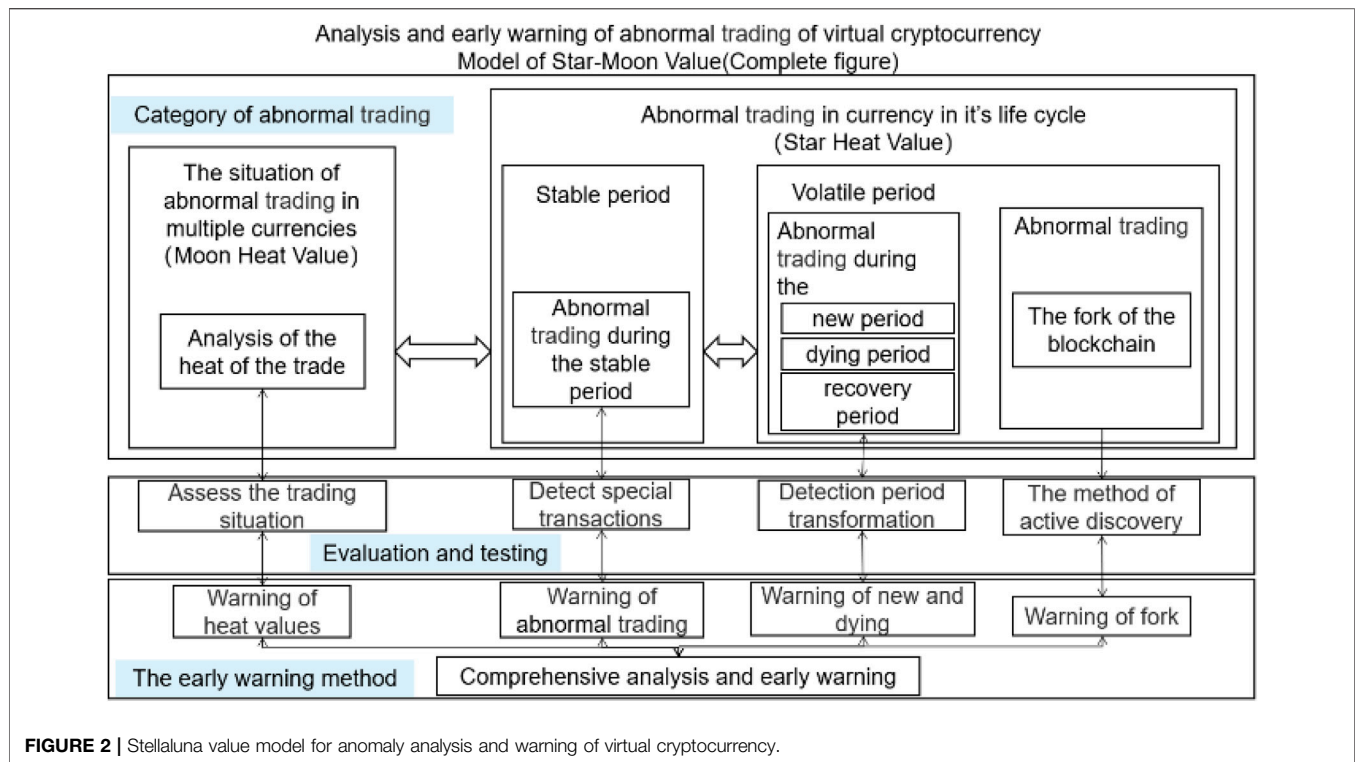 Analysis and early warning of abnormal trading of virtual cryptocurrency
Model of Star-Moon Value(Complete figure)
Category of abnormal trading
The situation of
abnormal trading in
multiple currencies
(Moon Heat Value)
Analysis of the
heat of the trade
Abnormal trading in currency in it's life cycle
(Star Heat Value)
Stable period
Abnormal
trading during
the stable
period
Volatile period
Abnormal
trading during
the
new period
dying period
recovery
period
Abnormal trading
The fork of the
blockchain
Assess the trading
situation
Detect special
transactions
Detection period
transformation
The method of
active discovery
Evaluation and testing
Warning of
heat values
Warning of
abnormal trading
Warning of new and
dying
Warning of fork
The early warning method
Comprehensive analysis and early warning
FIGURE 2 | Stellaluna value model for anomaly analysis and warning of virtual cryptocurrency.